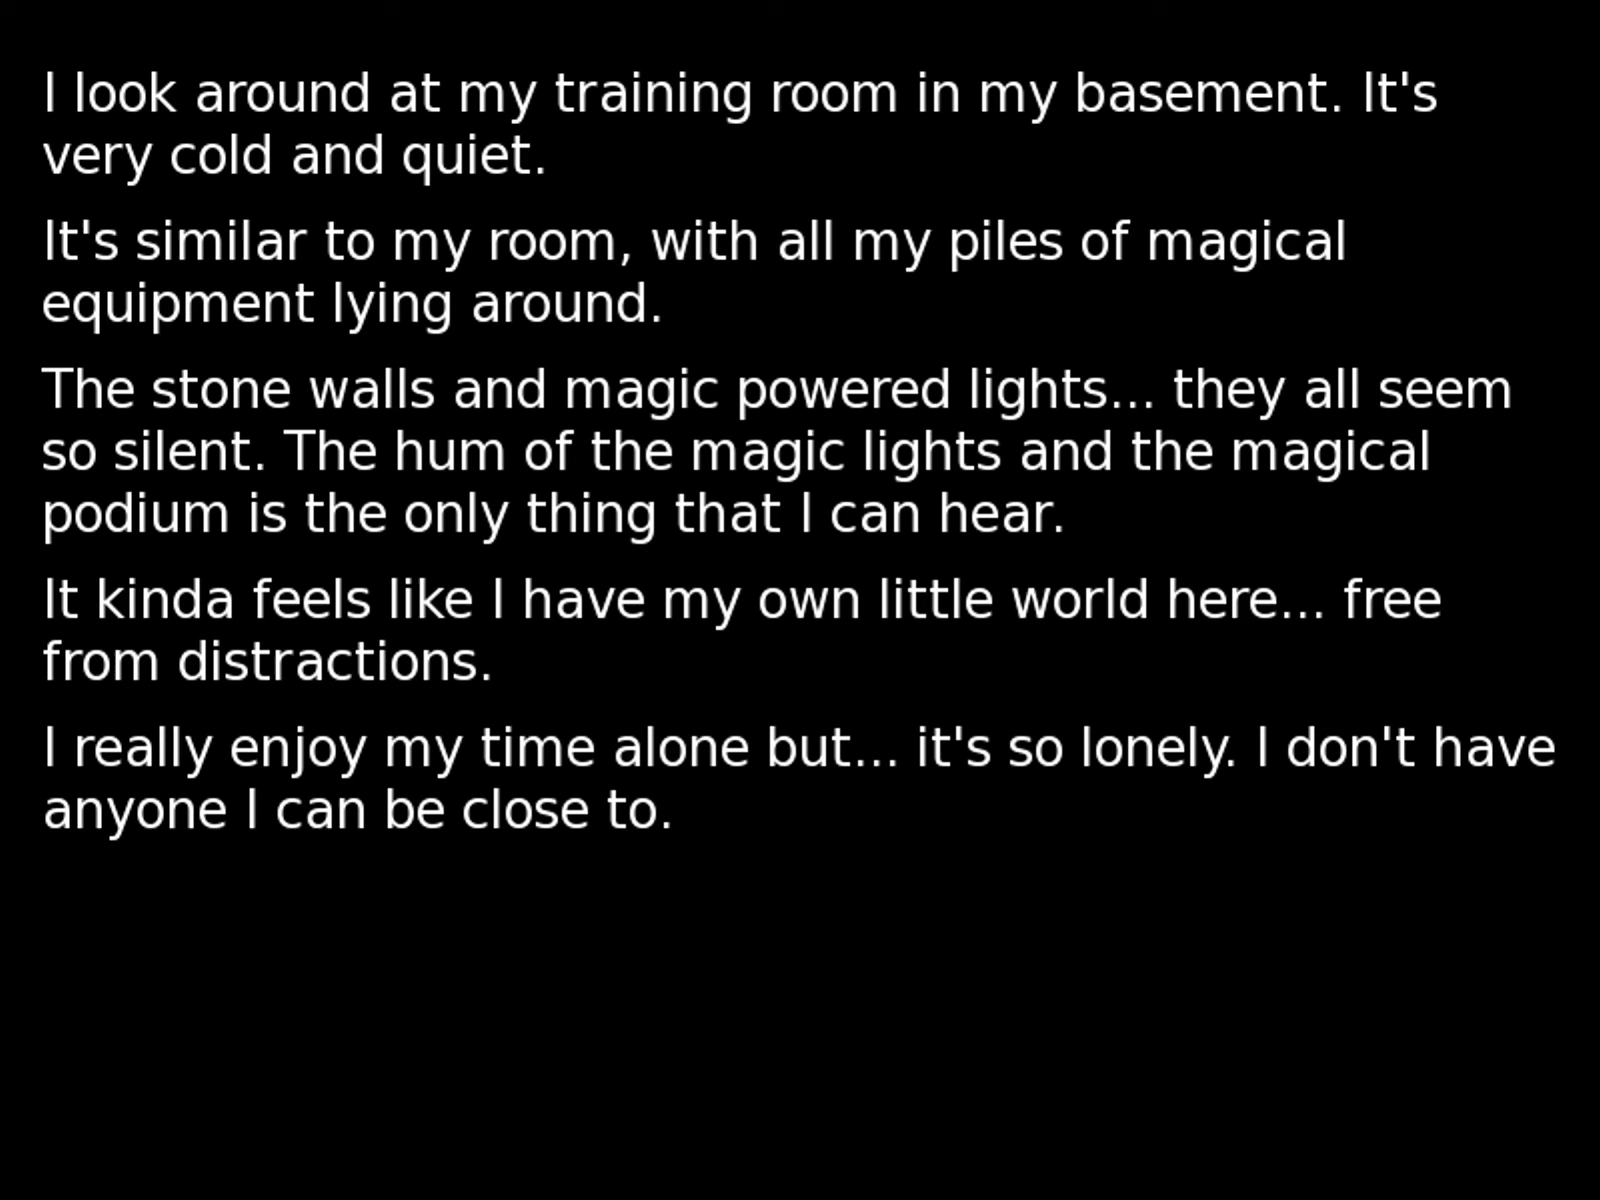 I look around at my training room in my basement. It's
very cold and quiet.
It's similar to my room, with all my piles of magical
equipment lying around.
The stone walls and magic powered lights... they all seem
so silent. The hum of the magic lights and the magical
podium is the only thing that I can hear.
It kinda feels like I have my own little world here... free
from distractions.
I really enjoy my time alone but... it's so lonely. I don't have
anyone I can be close to.